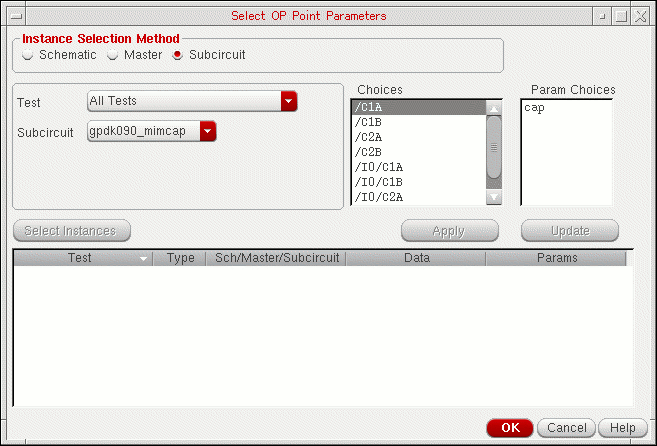 Select OP Point Parameters
Instance Selection Method
Schematic Master Subcircuit
Choices Param Choices
Test All Tests
Subcircuit gpdk090_mimcap
/C1A
/C1B
/C2A
/C2B
/I0/C1A
/I0/C1B
/I0/C2A
cap
Select Instances Apply Update
Test Type Sch/Master/Subcircuit Data Params
OK Cancel Help